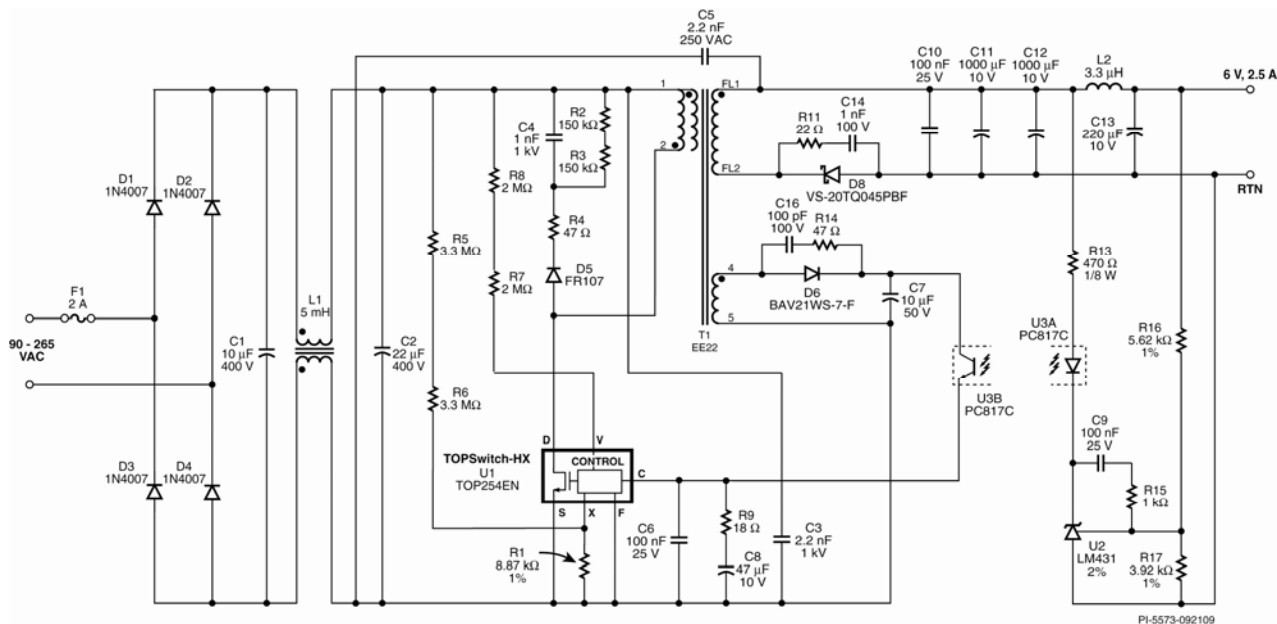 C5
2.2 nF
250 VAC
C10
100 nF
25 V
C11
1000 µF
10 V
C12
1000 µF
10 V
L2
3.3 µH
6 V, 2.5 A
1
FL1
R2
150 kΩ
C4
1 nF
1 kV
R3
150 kΩ
2
R11
22 Ω
C14
1 nF
100 V
C13
220 µF
10 V
FL2
D8
VS-20TQ045PBF
RTN
D1
1N4007
D2
1N4007
R8
2 MΩ
R4
47 Ω
R5
3.3 MΩ
C16
100 pF
100 V
R14
47 Ω
R13
470 Ω
1/8 W
D5
FR107
R7
2 MΩ
4
D6
BAV21WS-7-F
C7
10 µF
50 V
F1
2 A
L1
5 mH
5
T1
EE22
90 - 265
VAC
C1
10 µF
400 V
C2
22 µF
400 V
U3A
PC817C
R16
5.62 kΩ
1%
R6
3.3 MΩ
U3B
PC817C
D
V
C9
100 nF
25 V
TOPSwitch-HX
U1
TOP254EN
CONTROL
C
D3
1N4007
D4
1N4007
S
X
F
R15
1 kΩ
R9
18 Ω
C6
100 nF
25 V
C3
2.2 nF
1 kV
R1
8.87 kΩ
1%
C8
47 µF
10 V
U2
LM431
2%
R17
3.92 kΩ
1%
PI-5573-092109